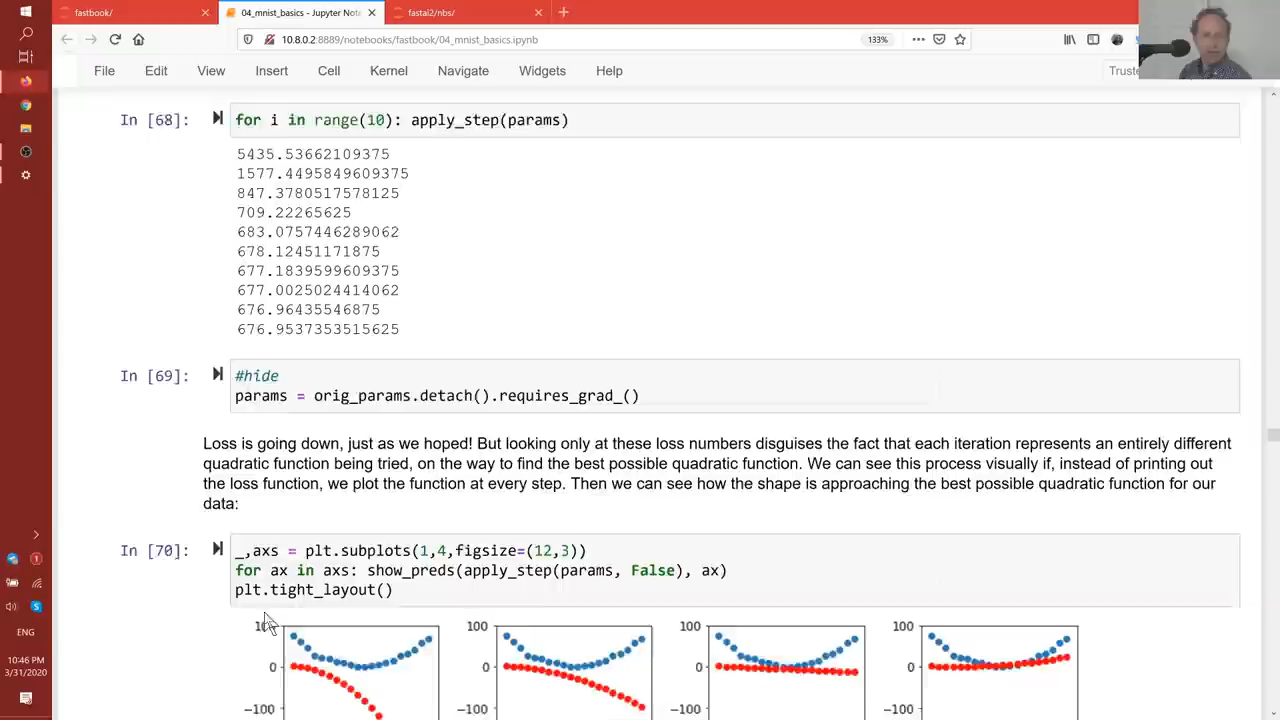 fastbook/
04_mnist_basics - Jupyter Not
fastai2/nbs/
10.8.0.2:8889/notebooks/fastbook/04_mnist_basics.ipynb
133%
File Edit View Insert Cell Kernel Navigate Widgets Help
Truste
In [68]:
for i in range(10): apply_step(params)
5435.53662109375
1577.4495849609375
847.3780517578125
709.22265625
683.0757446289062
678.12451171875
677.1839599609375
677.0025024414062
676.96435546875
676.9537353515625
In [69]:
#hide
params = orig_params.detach().requires_grad_()
Loss is going down, just as we hoped! But looking only at these loss numbers disguises the fact that each iteration represents an entirely different
quadratic function being tried, on the way to find the best possible quadratic function. We can see this process visually if, instead of printing out
the loss function, we plot the function at every step. Then we can see how the shape is approaching the best possible quadratic function for our
data:
In [70]:
_,axs = plt.subplots(1,4,figsize=(12,3))
for ax in axs: show_preds(apply_step(params, False), ax)
plt.tight_layout()
100 100 100
0 0 0 0
−100 −100 −100 −100
ENG
10:46 PM
3/31/2020